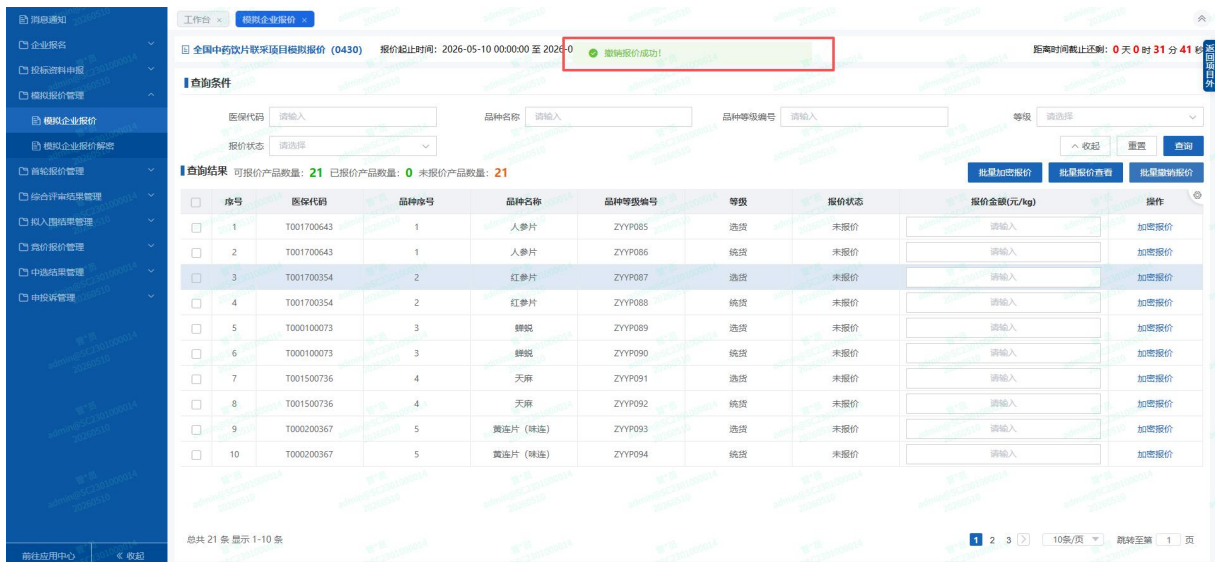 消息通知
企业报名
投标资料申报
模拟报价管理
模拟企业报价
模拟企业报价解密
首轮报价管理
综合评审结果管理
拟入围结果管理
竞价报价管理
中选结果管理
申投诉管理
前往应用中心 《 收起
工作台 × 模拟企业报价 ×
全国中药饮片联采项目模拟报价（0430） 报价起止时间：2026-05-10 00:00:00 至 2026-0
撤销报价成功！
距离时间截止还剩：0 天 0 时 31 分 41 秒
返回项目外
查询条件
医保代码 请输入 品种名称 请输入 品种等级编号 请输入 等级 请选择
报价状态 请选择 收起 重置 查询
查询结果 可报价产品数量：21 已报价产品数量：0 未报价产品数量：21 批量加密报价 批量报价查看 批量撤销报价
序号 医保代码 品种序号 品种名称 品种等级编号 等级 报价状态 报价金额(元/kg) 操作
1 T001700643 1 人参片 ZYYP085 选货 未报价 请输入 加密报价
2 T001700643 1 人参片 ZYYP086 统货 未报价 请输入 加密报价
3 T001700354 2 红参片 ZYYP087 选货 未报价 请输入 加密报价
4 T001700354 2 红参片 ZYYP088 统货 未报价 请输入 加密报价
5 T000100073 3 蝉蜕 ZYYP089 选货 未报价 请输入 加密报价
6 T000100073 3 蝉蜕 ZYYP090 统货 未报价 请输入 加密报价
7 T001500736 4 天麻 ZYYP091 选货 未报价 请输入 加密报价
8 T001500736 4 天麻 ZYYP092 统货 未报价 请输入 加密报价
9 T000200367 5 黄连片（味连） ZYYP093 选货 未报价 请输入 加密报价
10 T000200367 5 黄连片（味连） ZYYP094 统货 未报价 请输入 加密报价
总共 21 条 显示 1-10 条 1 2 3 > 10条/页 跳转至第 1 页